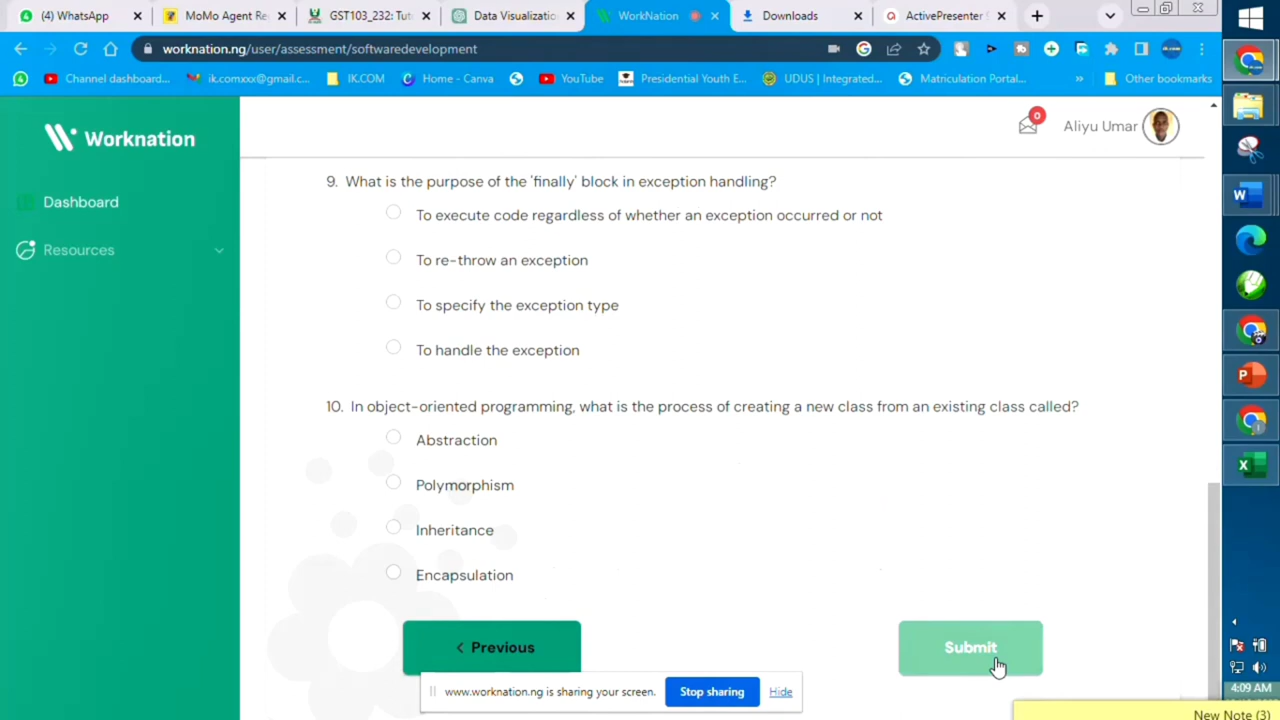 (4) WhatsApp
MoMo Agent Re
GST103_232: Tut
Data Visualizatio
WorkNation
Downloads
ActivePresenter
worknation.ng/user/assessment/softwaredevelopment
Channel dashboard...
ik.comxxx@gmail.c...
IK.COM
Home - Canva
YouTube
Presidential Youth E...
UDUS | Integrated...
Matriculation Portal...
»
Other bookmarks
Worknation
0
Aliyu Umar
Dashboard
Resources
9. What is the purpose of the 'finally' block in exception handling?
To execute code regardless of whether an exception occurred or not
To re-throw an exception
To specify the exception type
To handle the exception
10. In object-oriented programming, what is the process of creating a new class from an existing class called?
Abstraction
Polymorphism
Inheritance
Encapsulation
< Previous
Submit
www.worknation.ng is sharing your screen.
Stop sharing
Hide
4:09 AM
New Note (3)